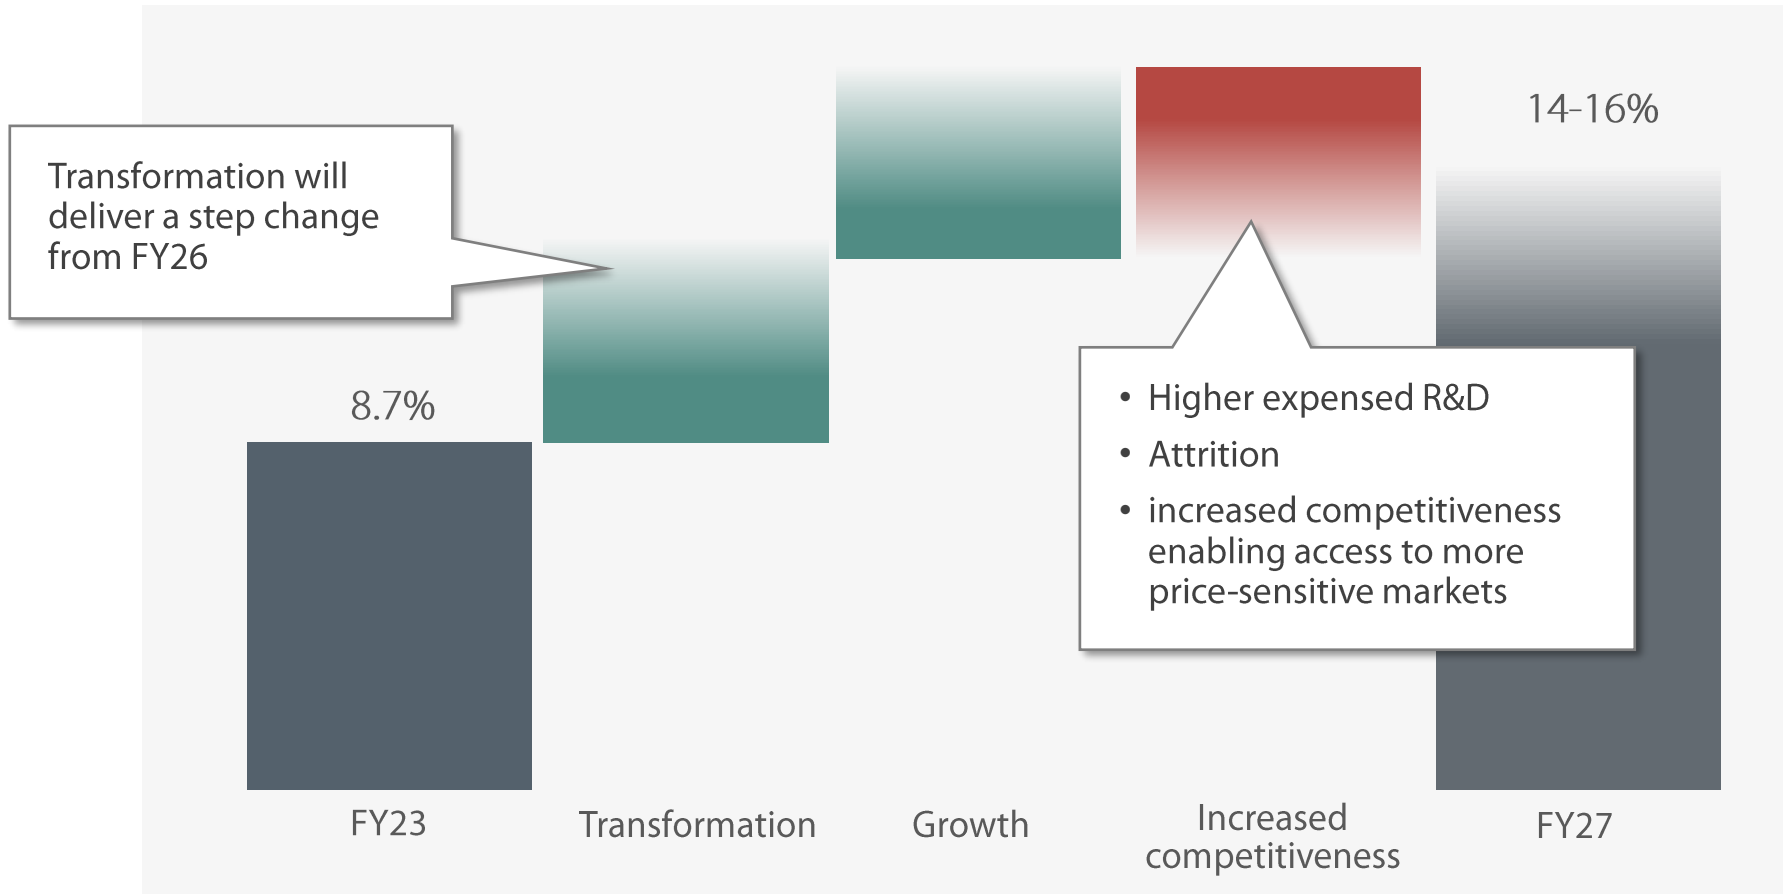 14–16%
Transformation will
deliver a step change
from FY26
8.7%
• Higher expensed R&D
• Attrition
• increased competitiveness
enabling access to more
price-sensitive markets
FY23
Transformation
Growth
Increased
competitiveness
FY27